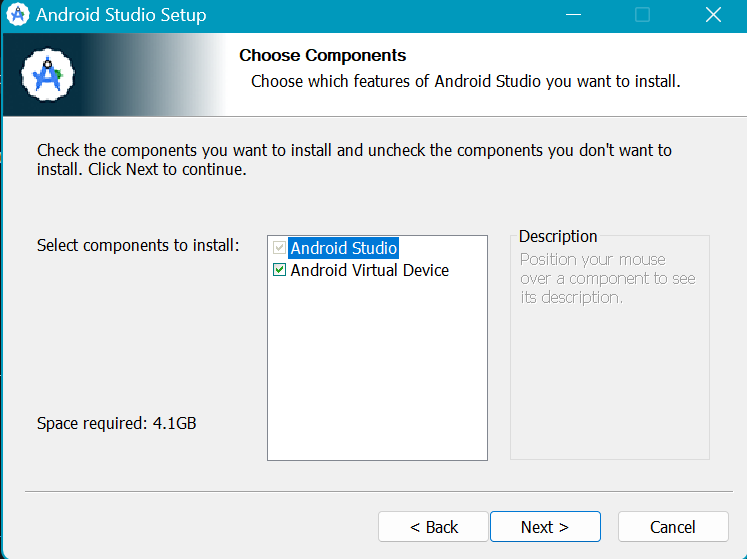 Android Studio Setup
Choose Components
Choose which features of Android Studio you want to install.
Check the components you want to install and uncheck the components you don't want to
install. Click Next to continue.
Select components to install:
Android Studio
Android Virtual Device
Description
Position your mouse
over a component to see
its description.
Space required: 4.1GB
< Back
Next >
Cancel